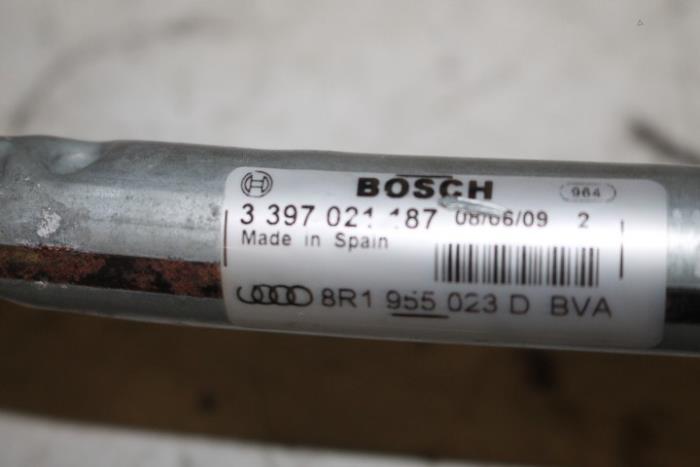 BOSCH 964
3 397 021 187 08/06/09 2
Made in Spain
8R1 955 023 D BVA